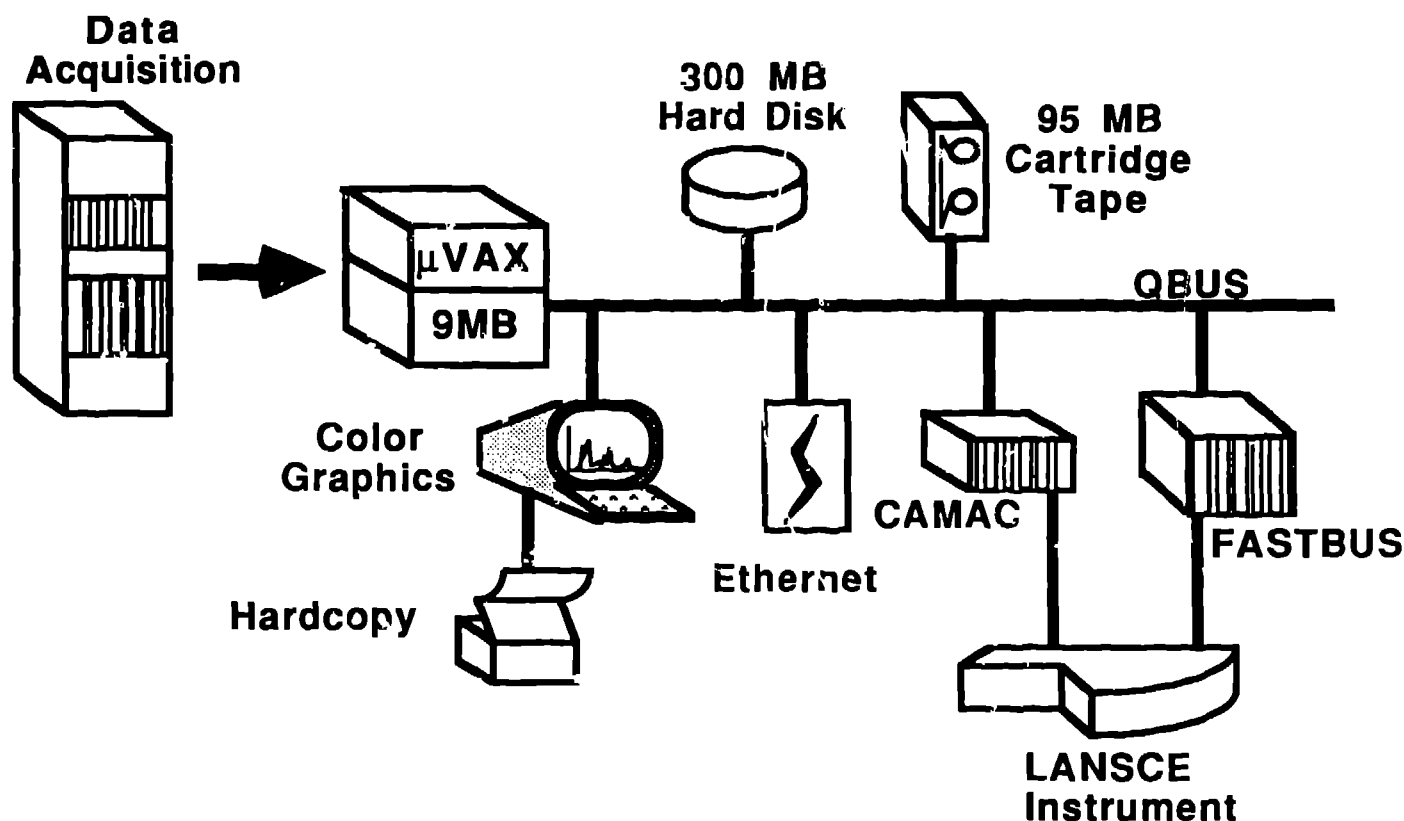 Data
Acquisition
300 MB
Hard Disk
95 MB
Cartridge
Tape
µVAX
9MB
QBUS
Color
Graphics
CAMAC
FASTBUS
Ethernet
Hardcopy
LANSCE
Instrument